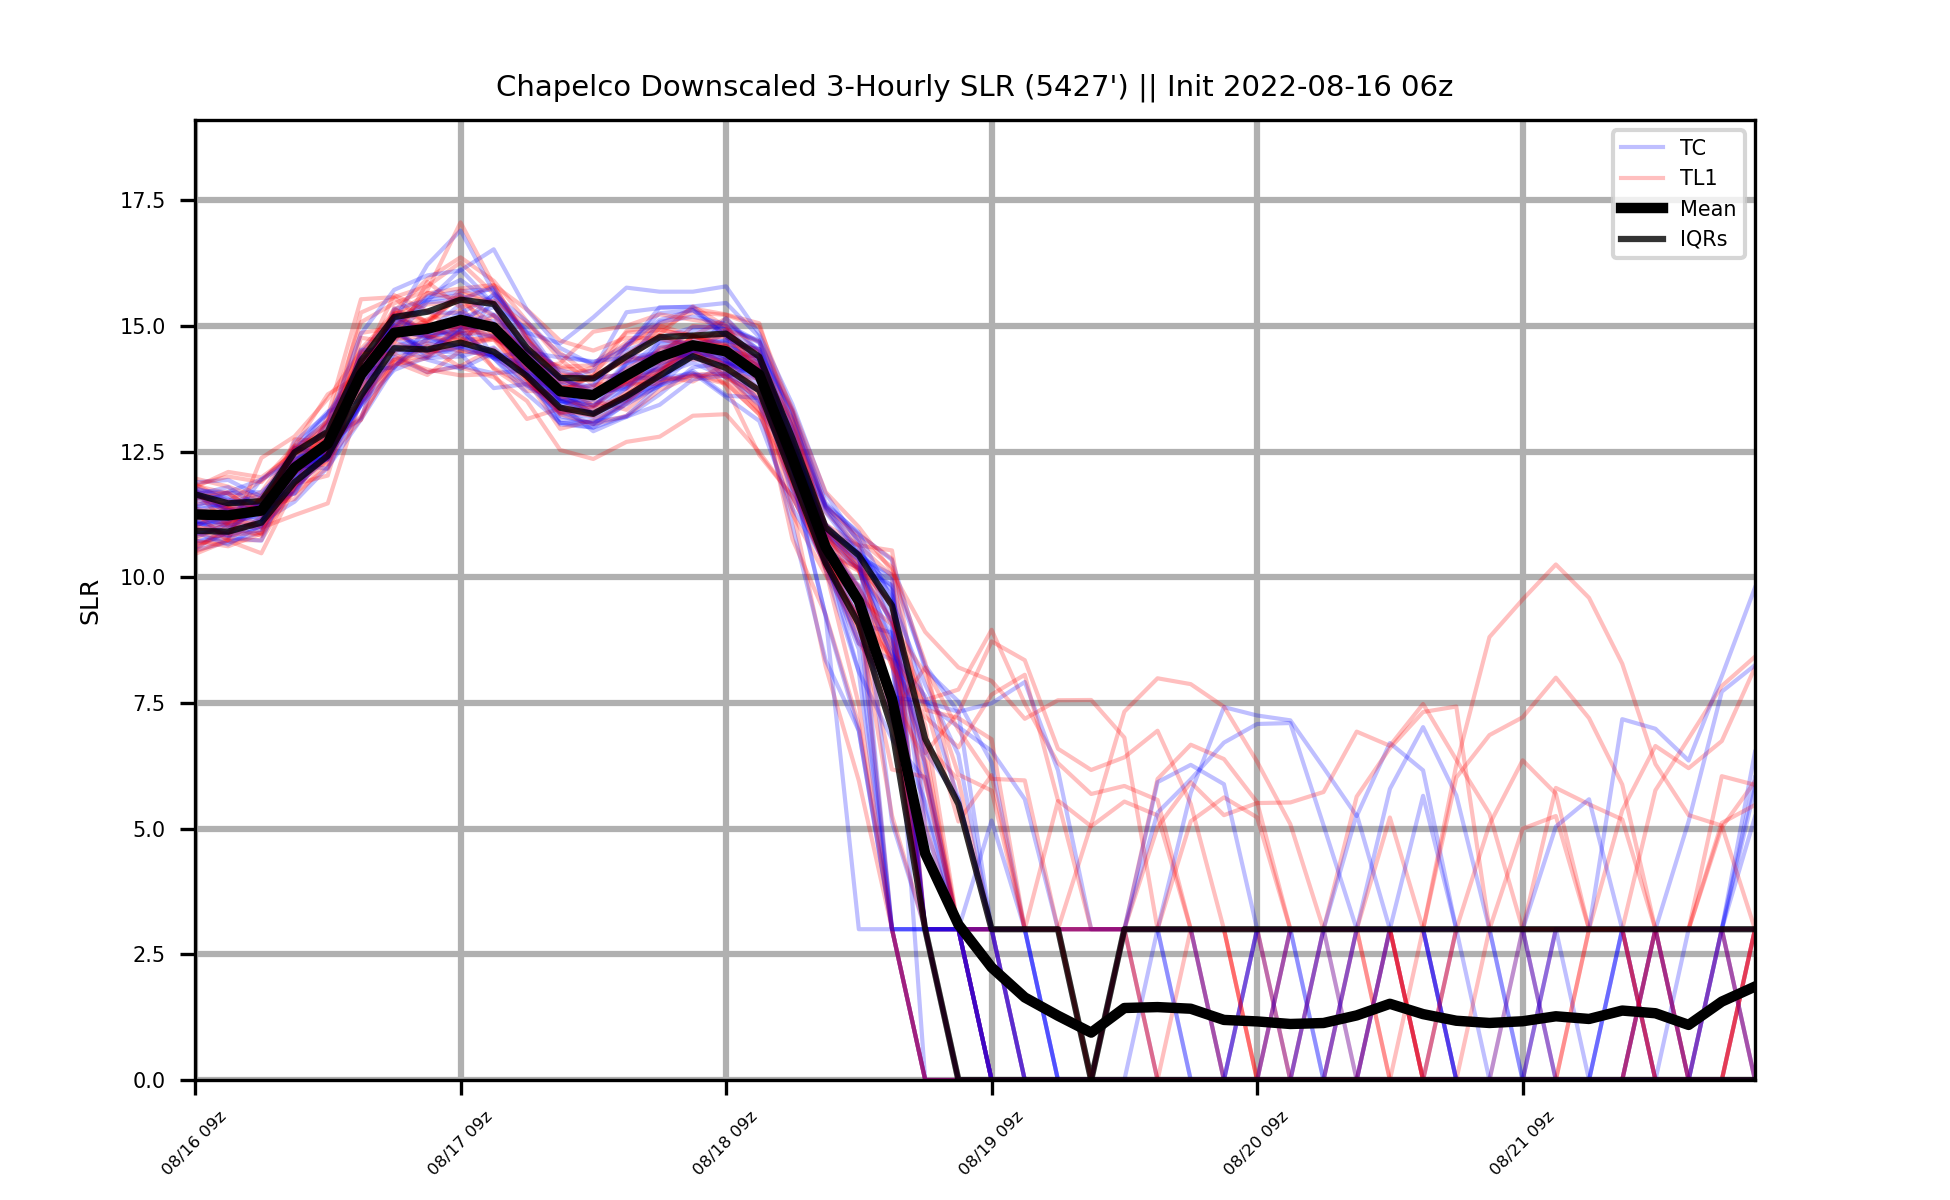 Chapelco Downscaled 3-Hourly SLR (5427') || Init 2022-08-16 06z
TC
TL1
Mean
IQRs
SLR
17.5
15.0
12.5
10.0
7.5
5.0
2.5
0.0
08/16 09z
08/17 09z
08/18 09z
08/19 09z
08/20 09z
08/21 09z